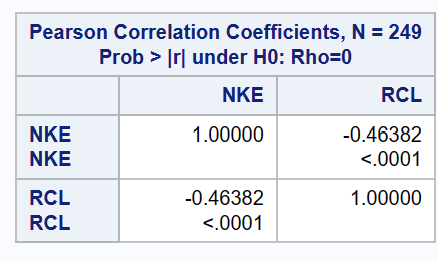 Pearson Correlation Coefficients, N = 249
Prob > |r| under H0: Rho=0
NKE RCL
NKE 1.00000 -0.46382
NKE <.0001
RCL -0.46382 1.00000
RCL <.0001